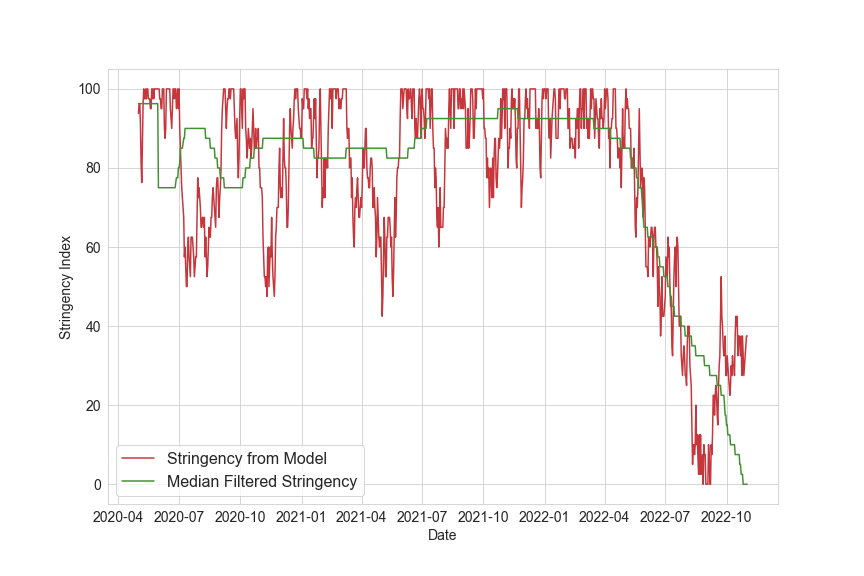 100
80
60
40
20
0
Stringency Index
Stringency from Model
Median Filtered Stringency
2020-04 2020-07 2020-10 2021-01 2021-04 2021-07 2021-10 2022-01 2022-04 2022-07 2022-10
Date